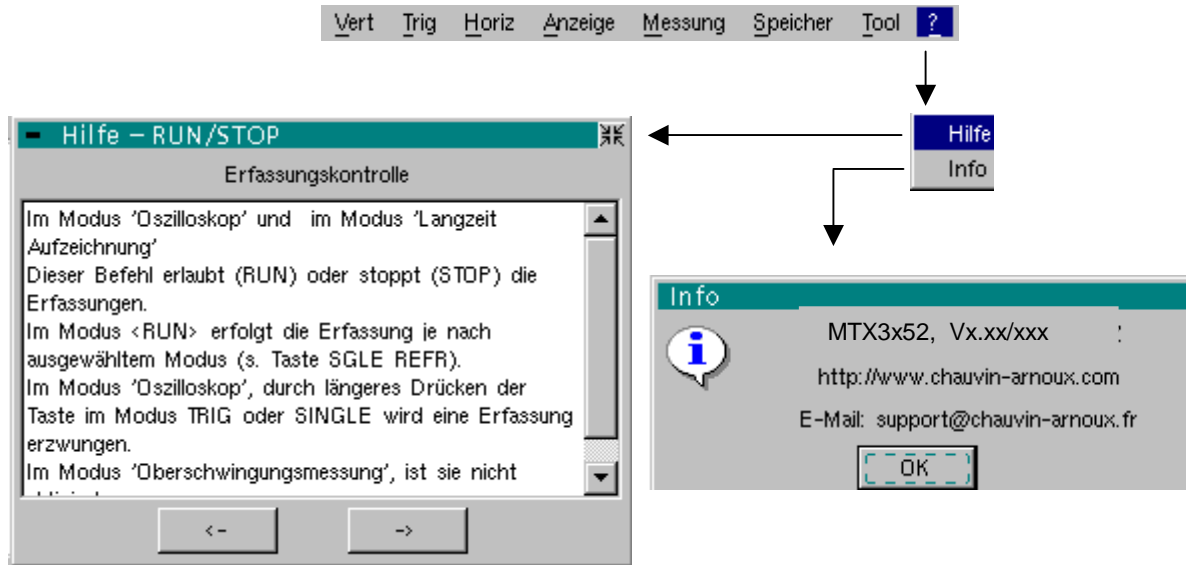 Vert Trig Horiz Anzeige Messung Speicher Tool ?
Hilfe
Info
Hilfe – RUN/STOP
Erfassungskontrolle
Im Modus 'Oszilloskop' und im Modus 'Langzeit
Aufzeichnung'
Dieser Befehl erlaubt (RUN) oder stoppt (STOP) die
Erfassungen.
Im Modus <RUN> erfolgt die Erfassung je nach
ausgewähltem Modus (s. Taste SGLE REFR).
Im Modus 'Oszilloskop', durch längeres Drücken der
Taste im Modus TRIG oder SINGLE wird eine Erfassung
erzwungen.
Im Modus 'Oberschwingungsmessung', ist sie nicht
<- ->
Info
MTX3x52, Vx.xx/xxx
http://www.chauvin-arnoux.com
E-Mail: support@chauvin-arnoux.fr
OK